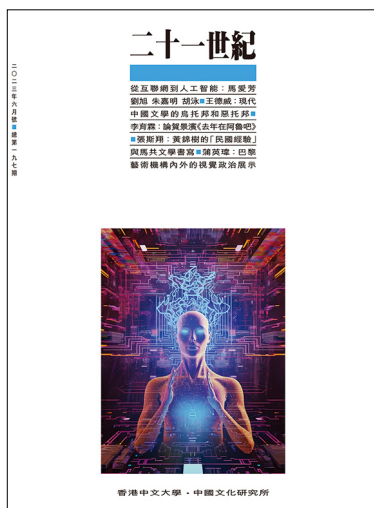 二十一世紀
從互聯網到人工智能：馬愛芳
劉旭 朱嘉明 胡泳■王德威：現代
中國文學的烏托邦和惡托邦■
李育霖：論賀景濱《去年在阿魯吧》
■張斯翔：黃錦樹的「民國經驗」
與馬共文學書寫■蒲英瑋：巴黎
藝術機構內外的視覺政治展示
二〇二三年六月號■總第一九七期
香港中文大學・中國文化研究所